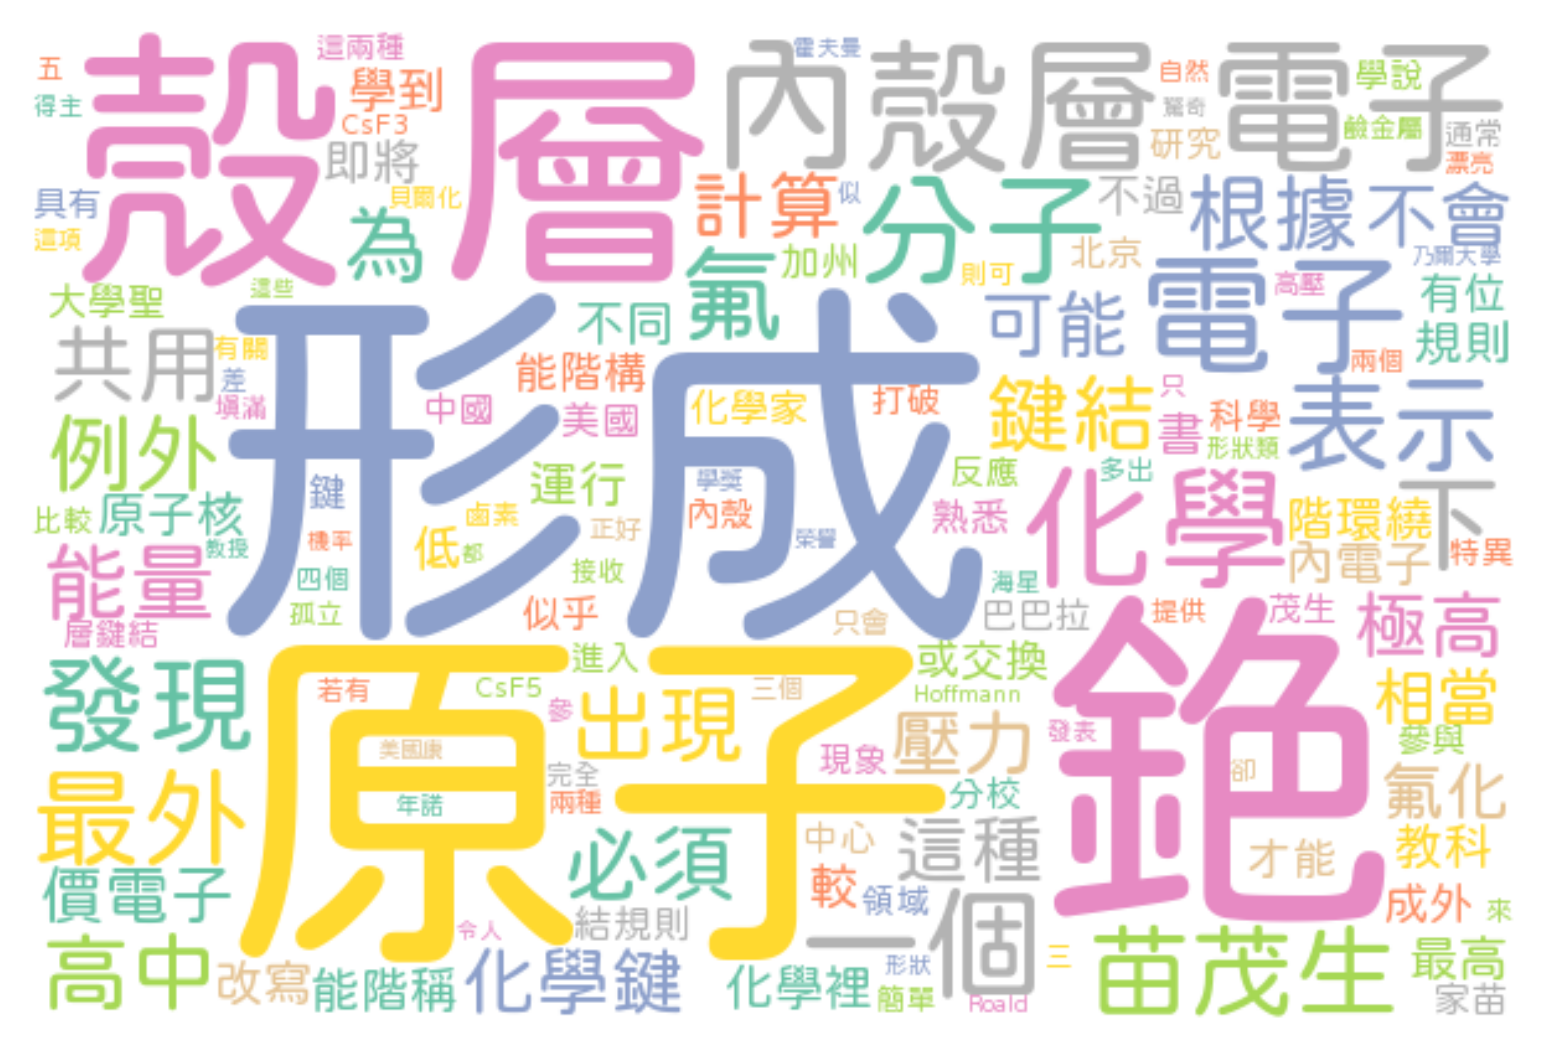 殼層
內殼層電子
這兩種
霍夫曼
五
學到
自然
學說
得主
CsF3
驚奇
鹼金屬
通常
即將
研究
漂亮
具有
貝爾化
計算
似
分子
不過
根據
不會
這項
為
氟
加州
則可
北京
乃爾大學
電子
高壓
有位
大學聖
這些
不同
可能
規則
共用
有關
形成
能階構
兩個
差
填滿
中國
美國
化學家
打破
鍵結
只
書
科學
表示
例外
形狀類
鍵
運行
學獎
反應
多出
化學
下
比較
原子核
鹵素
正好
內殼
榮譽
熟悉
階環繞
教授
機率
低
都
內電子
特異
能量
四個
接收
海星
孤立
似乎
只會
巴巴拉
提供
茂生
極高
層鍵結
銫
發現
原子
進入
或交換
若有
CsF5
參
出現
三個
Hoffmann
相當
發表
參與
美國康
現象
壓力
最外
完全
卻
氟化
年諾
兩種
分校
必須
中心
這種
才能
教科
價電子
較
領域
成外
來
令人
結規則
一個
高中
改寫
能階稱
化學鍵
化學裡
形狀
簡單
Roald
三
苗茂生
最高
家苗